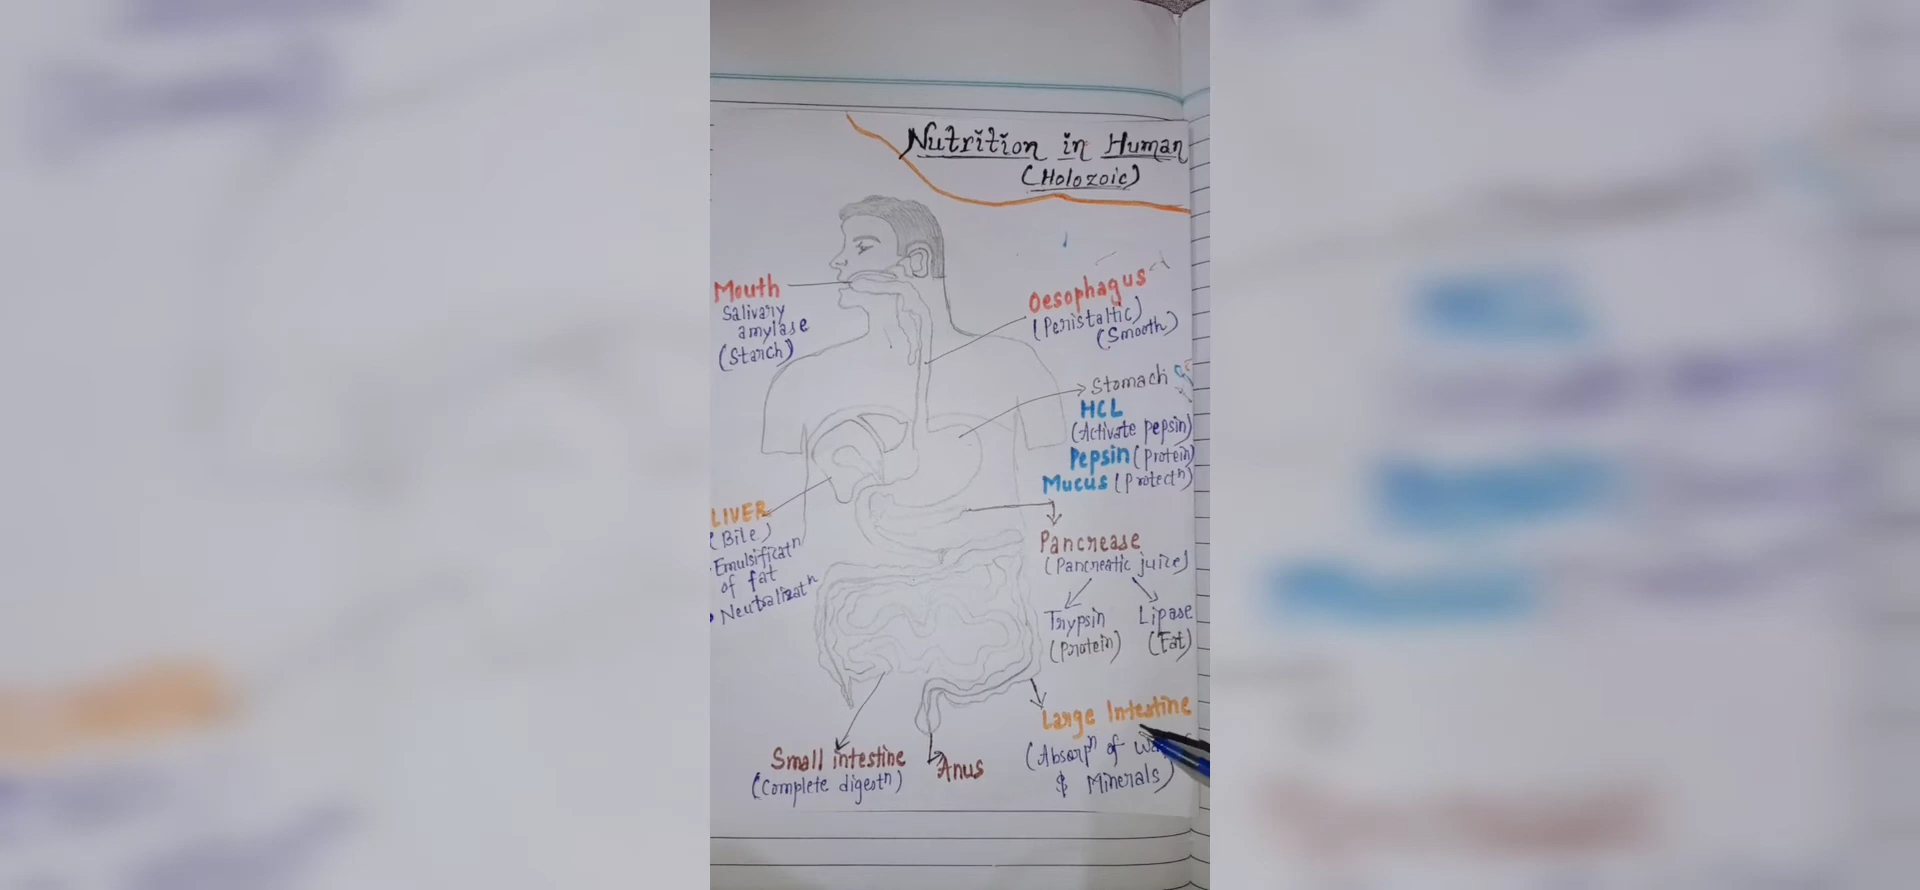 Nutrition in Human
(Holozoic)
Mouth
Salivary
amylase
(Starch)
Oesophagus
(Peristaltic)
(Smooth)
Stomach
HCL
(Activate pepsin)
Pepsin (Protein)
Mucus (Protectn)
LIVER
(Bile)
• Emulsificatn
of fat
• Neutralizatn
Pancrease
(Pancreatic juice)
Trypsin
(Protein)
Lipase
(Fat)
Large Intestine
(Absorpn of
& Minerals)
Small intestine
(Complete digestn)
Anus